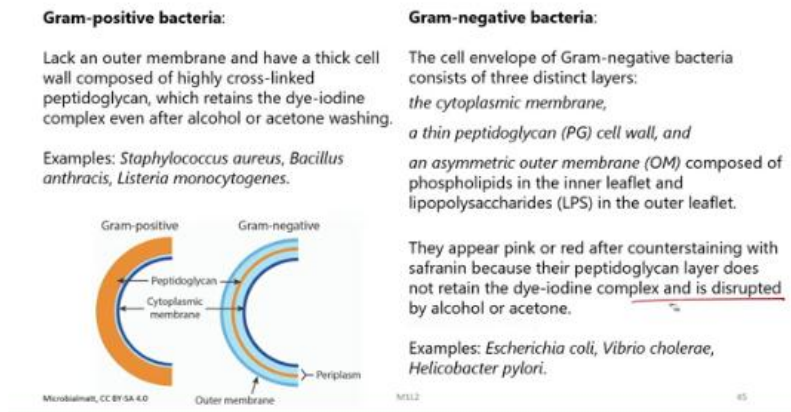 Gram-positive bacteria:
Lack an outer membrane and have a thick cell
wall composed of highly cross-linked
peptidoglycan, which retains the dye-iodine
complex even after alcohol or acetone washing.
Examples: Staphylococcus aureus, Bacillus
anthracis, Listeria monocytogenes.
Gram-positive
Gram-negative
Peptidoglycan
Cytoplasmic
membrane
Periplasm
Outer membrane
Microbialmatt, CC BY-SA 4.0
Gram-negative bacteria:
The cell envelope of Gram-negative bacteria
consists of three distinct layers:
the cytoplasmic membrane,
a thin peptidoglycan (PG) cell wall, and
an asymmetric outer membrane (OM) composed of
phospholipids in the inner leaflet and
lipopolysaccharides (LPS) in the outer leaflet.
They appear pink or red after counterstaining with
safranin because their peptidoglycan layer does
not retain the dye-iodine complex and is disrupted
by alcohol or acetone.
Examples: Escherichia coli, Vibrio cholerae,
Helicobacter pylori.